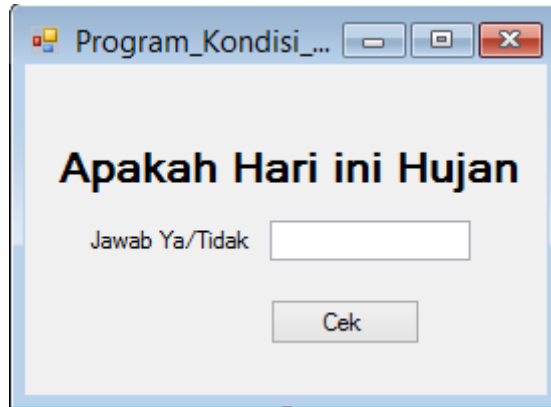 Program_Kondisi_...
Apakah Hari ini Hujan
Jawab Ya/Tidak
Cek